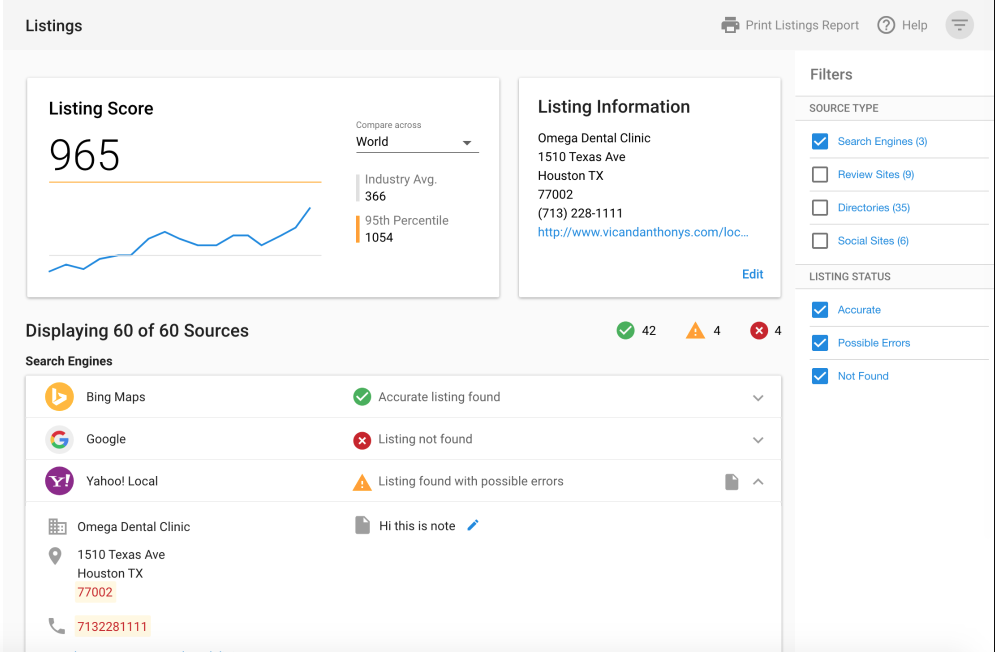 Listings
Print Listings Report
Help
Listing Score
965
Compare across
World
Industry Avg.
366
95th Percentile
1054
Listing Information
Omega Dental Clinic
1510 Texas Ave
Houston TX
77002
(713) 228-1111
http://www.vicandanthonys.com/loc...
Edit
Displaying 60 of 60 Sources
42
4
4
Search Engines
Bing Maps
Accurate listing found
Google
Listing not found
Yahoo! Local
Listing found with possible errors
Omega Dental Clinic
Hi this is note
1510 Texas Ave
Houston TX
77002
7132281111
Filters
SOURCE TYPE
Search Engines (3)
Review Sites (9)
Directories (35)
Social Sites (6)
LISTING STATUS
Accurate
Possible Errors
Not Found